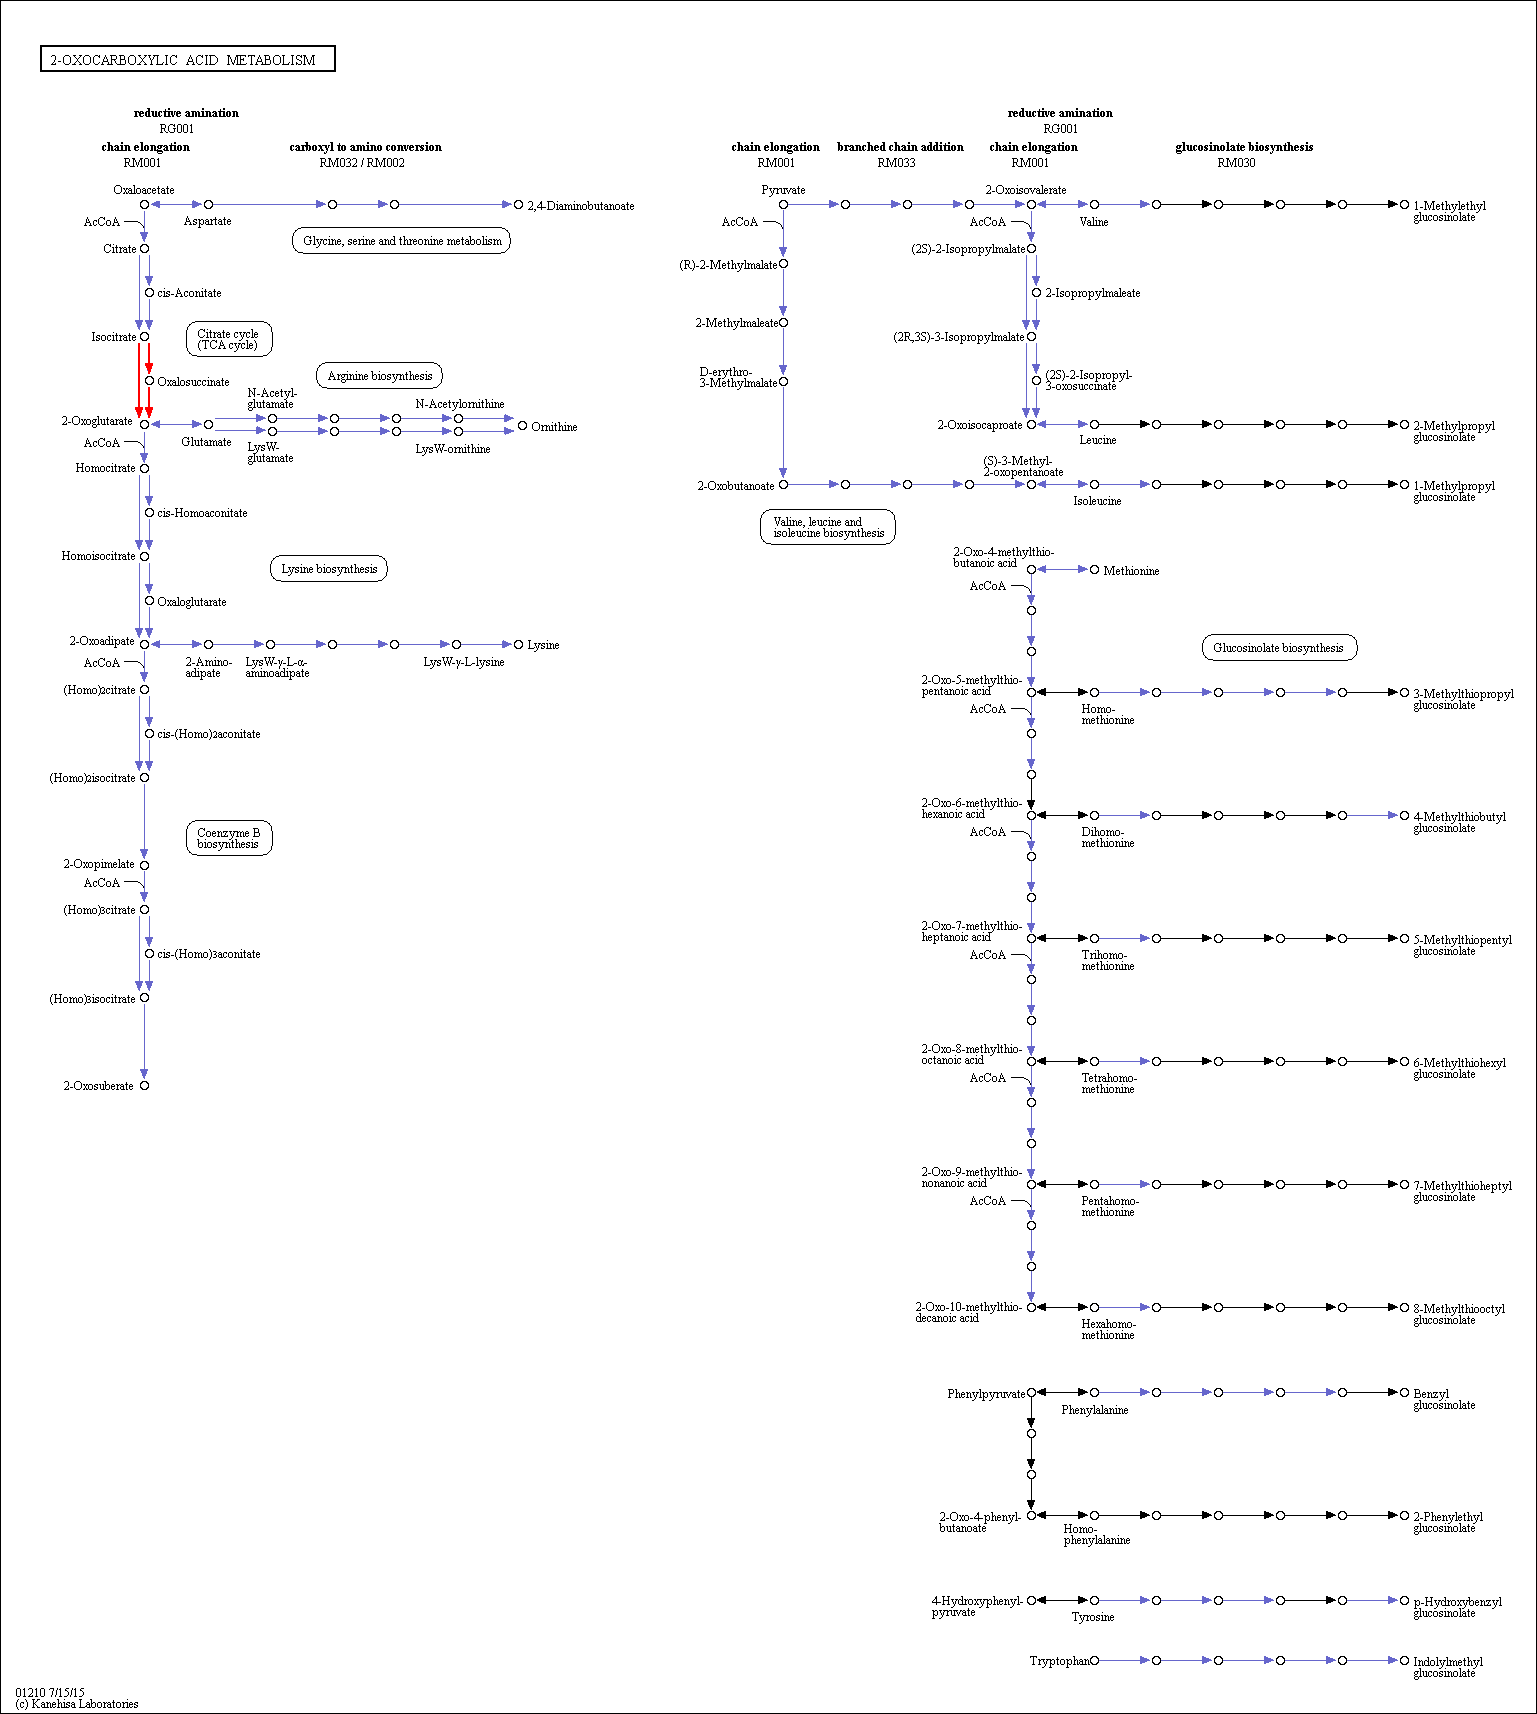 2-OXOCARBOXYLIC ACID METABOLISM
reductive amination
RG001
chain elongation
RM001
carboxyl to amino conversion
RM032 / RM002
Oxaloacetate
AcCoA
Aspartate
2,4-Diaminobutanoate
Glycine, serine and threonine metabolism
Citrate
cis-Aconitate
Isocitrate
Citrate cycle
(TCA cycle)
Oxalosuccinate
Arginine biosynthesis
N-Acetyl-
glutamate
N-Acetylornithine
2-Oxoglutarate
Glutamate
Ornithine
AcCoA
LysW-
glutamate
LysW-ornithine
Homocitrate
cis-Homoaconitate
Homoisocitrate
Lysine biosynthesis
Oxaloglutarate
2-Oxoadipate
Lysine
AcCoA
2-Amino-
adipate
LysW-γ-L-α-
aminoadipate
LysW-γ-L-lysine
(Homo)2citrate
cis-(Homo)2aconitate
(Homo)2isocitrate
Coenzyme B
biosynthesis
2-Oxopimelate
AcCoA
(Homo)3citrate
cis-(Homo)3aconitate
(Homo)3isocitrate
2-Oxosuberate
reductive amination
RG001
chain elongation
RM001
branched chain addition
RM033
chain elongation
RM001
glucosinolate biosynthesis
RM030
Pyruvate
AcCoA
2-Oxoisovalerate
AcCoA
Valine
1-Methylethyl
glucosinolate
(R)-2-Methylmalate
(2S)-2-Isopropylmalate
2-Isopropylmaleate
2-Methylmaleate
(2R,3S)-3-Isopropylmalate
D-erythro-
3-Methylmalate
(2S)-2-Isopropyl-
3-oxosuccinate
2-Oxoisocaproate
Leucine
2-Methylpropyl
glucosinolate
2-Oxobutanoate
(S)-3-Methyl-
2-oxopentanoate
Isoleucine
1-Methylpropyl
glucosinolate
Valine, leucine and
isoleucine biosynthesis
2-Oxo-4-methylthio-
butanoic acid
Methionine
AcCoA
Glucosinolate biosynthesis
2-Oxo-5-methylthio-
pentanoic acid
AcCoA
Homo-
methionine
3-Methylthiopropyl
glucosinolate
2-Oxo-6-methylthio-
hexanoic acid
AcCoA
Dihomo-
methionine
4-Methylthiobutyl
glucosinolate
2-Oxo-7-methylthio-
heptanoic acid
AcCoA
Trihomo-
methionine
5-Methylthiopentyl
glucosinolate
2-Oxo-8-methylthio-
octanoic acid
AcCoA
Tetrahomo-
methionine
6-Methylthiohexyl
glucosinolate
2-Oxo-9-methylthio-
nonanoic acid
AcCoA
Pentahomo-
methionine
7-Methylthioheptyl
glucosinolate
2-Oxo-10-methylthio-
decanoic acid
Hexahomo-
methionine
8-Methylthiooctyl
glucosinolate
Phenylpyruvate
Phenylalanine
Benzyl
glucosinolate
2-Oxo-4-phenyl-
butanoate
Homo-
phenylalanine
2-Phenylethyl
glucosinolate
4-Hydroxyphenyl-
pyruvate
Tyrosine
p-Hydroxybenzyl
glucosinolate
Tryptophan
Indolylmethyl
glucosinolate
01210 7/15/15
(c) Kanehisa Laboratories